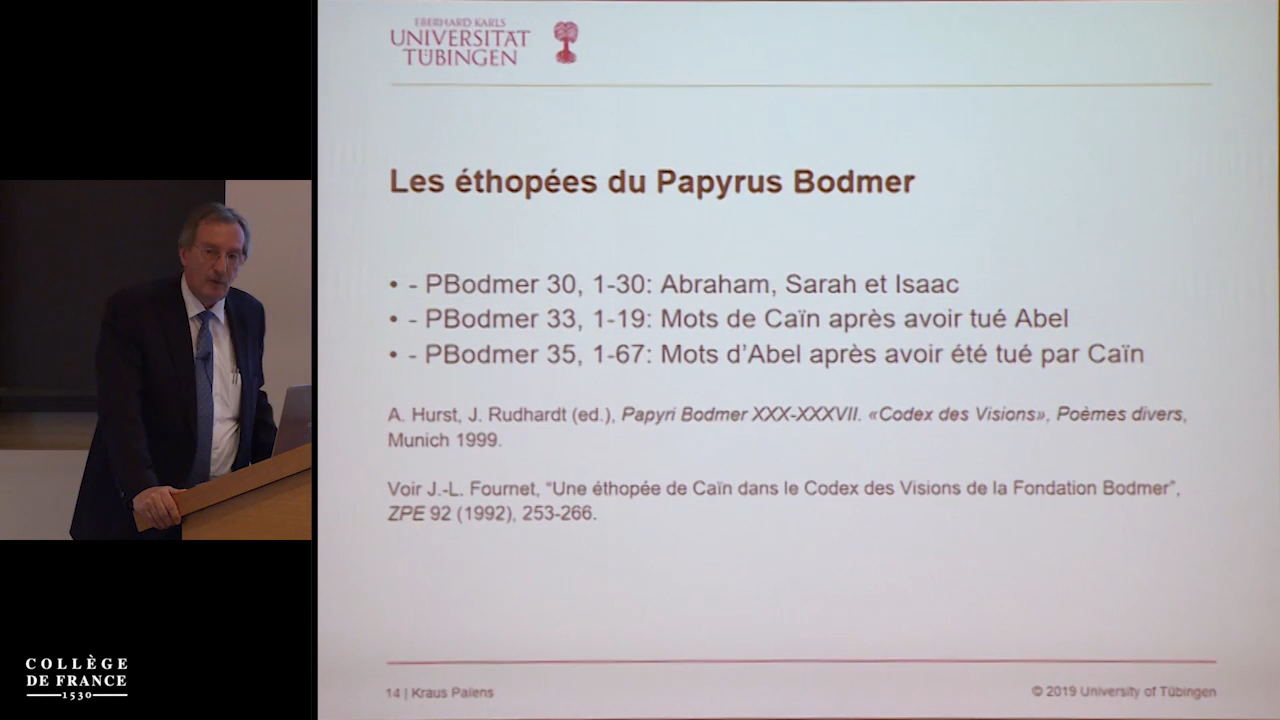 EBERHARD KARLS
UNIVERSITÄT
TÜBINGEN
Les éthopées du Papyrus Bodmer
• - PBodmer 30, 1-30: Abraham, Sarah et Isaac
• - PBodmer 33, 1-19: Mots de Caïn après avoir tué Abel
• - PBodmer 35, 1-67: Mots d’Abel après avoir été tué par Caïn
A. Hurst, J. Rudhardt (ed.), Papyri Bodmer XXX-XXXVII. «Codex des Visions», Poèmes divers,
Munich 1999.
Voir J.-L. Fournet, “Une éthopée de Caïn dans le Codex des Visions de la Fondation Bodmer”,
ZPE 92 (1992), 253-266.
14 | Kraus Païens
© 2019 University of Tübingen
COLLÈGE
DE FRANCE
1530